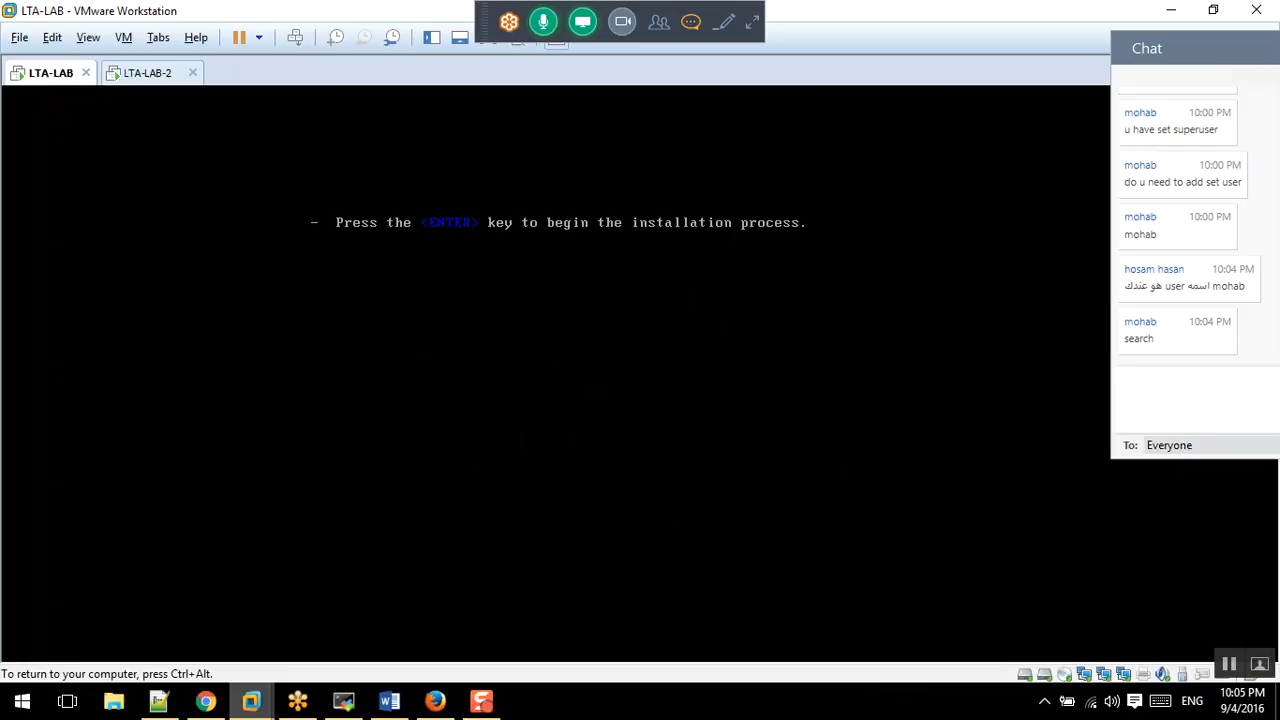 LTA-LAB - VMware Workstation
File Edit View VM Tabs Help
LTA-LAB
LTA-LAB-2
- Press the <ENTER> key to begin the installation process.
Chat
mohab 10:00 PM
u have set superuser
mohab 10:00 PM
do u need to add set user
mohab 10:00 PM
mohab
hosam hasan 10:04 PM
هو عندك user اسمه mohab
mohab 10:04 PM
search
To: Everyone
To return to your computer, press Ctrl+Alt.
ENG
10:05 PM
9/4/2016